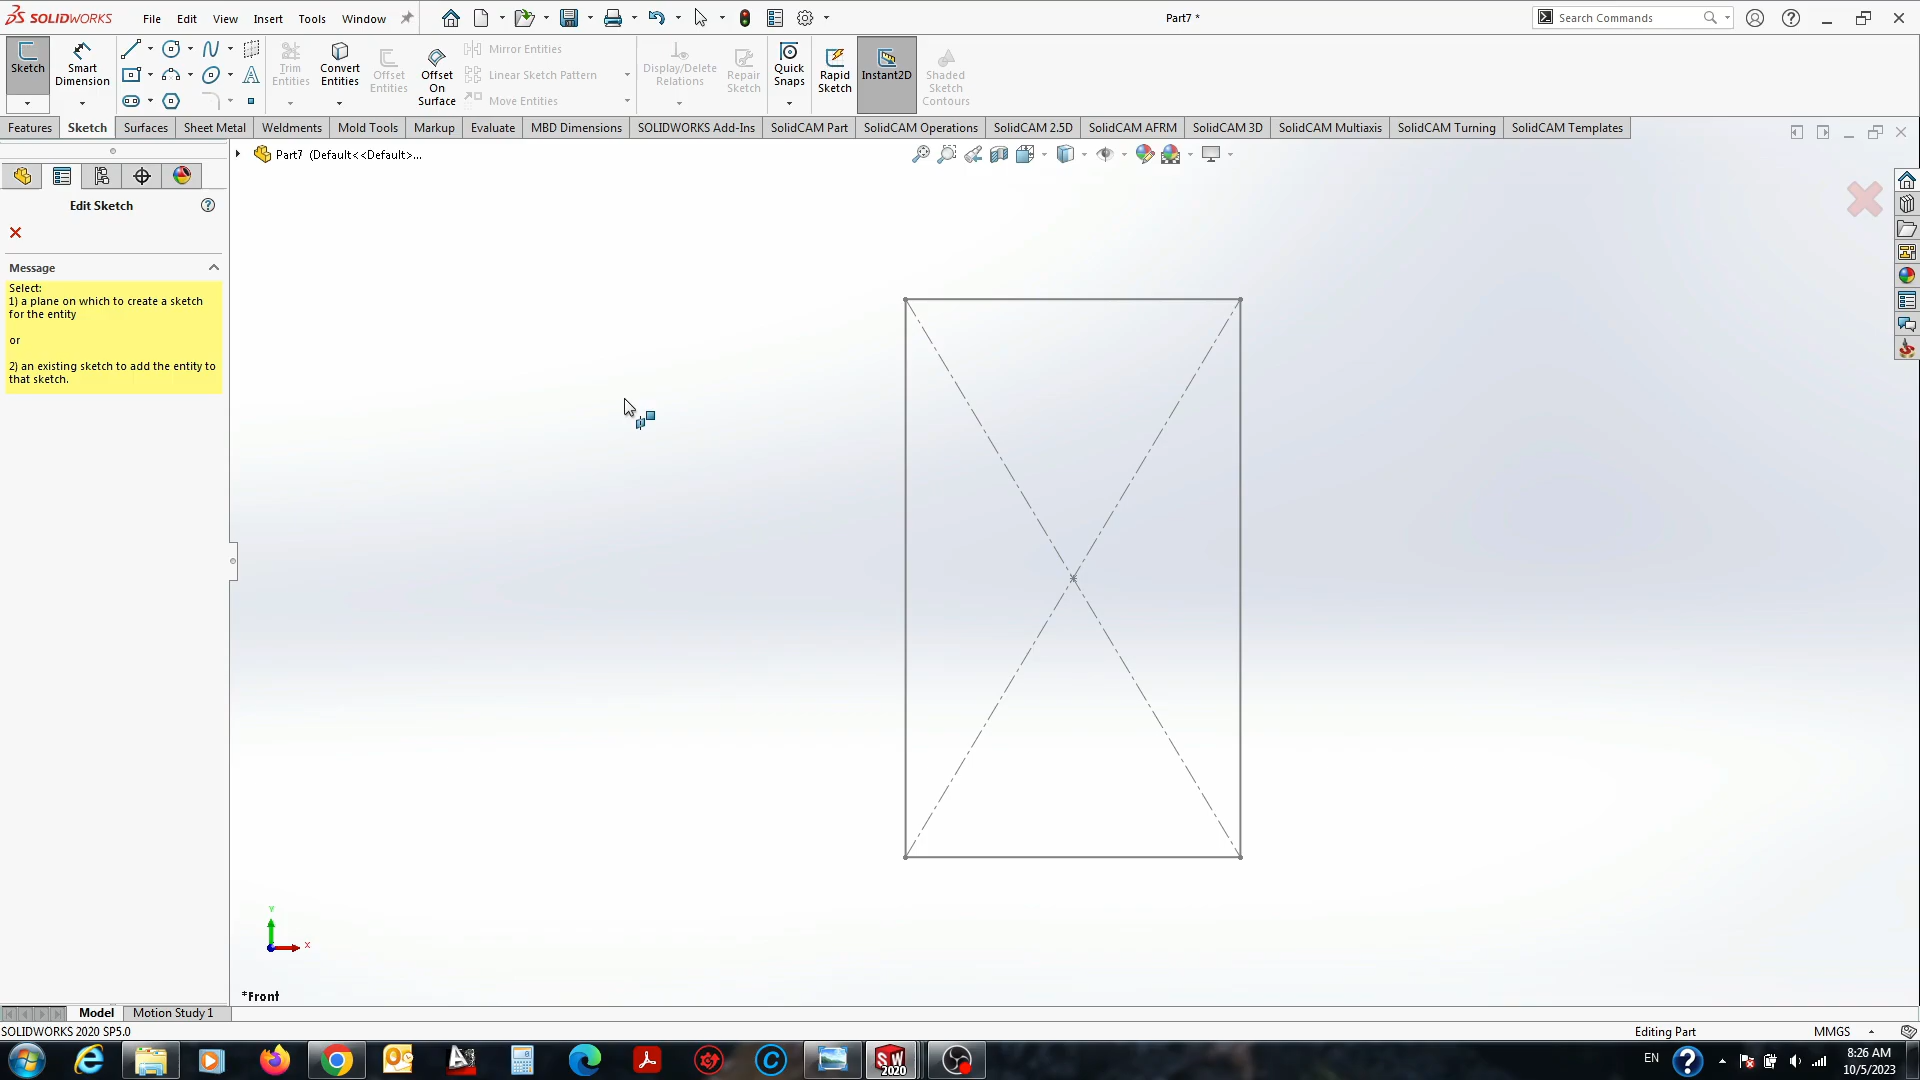 SOLIDWORKS File Edit View Insert Tools Window Part7 * Search Commands
Sketch Smart Dimension Trim Entities Convert Entities Offset Entities Offset On Surface Mirror Entities Linear Sketch Pattern Move Entities Display/Delete Relations Repair Sketch Quick Snaps Rapid Sketch Instant2D Shaded Sketch Contours
Features Sketch Surfaces Sheet Metal Weldments Mold Tools Markup Evaluate MBD Dimensions SOLIDWORKS Add-Ins SolidCAM Part SolidCAM Operations SolidCAM 2.5D SolidCAM AFRM SolidCAM 3D SolidCAM Multiaxis SolidCAM Turning SolidCAM Templates
Part7 (Default<<Default>...
Edit Sketch
Message
Select:
1) a plane on which to create a sketch
for the entity
or
2) an existing sketch to add the entity to
that sketch.
Y
X
*Front
Model Motion Study 1
SOLIDWORKS 2020 SP5.0 Editing Part MMGS
SW 2020 EN 8:26 AM
10/5/2023